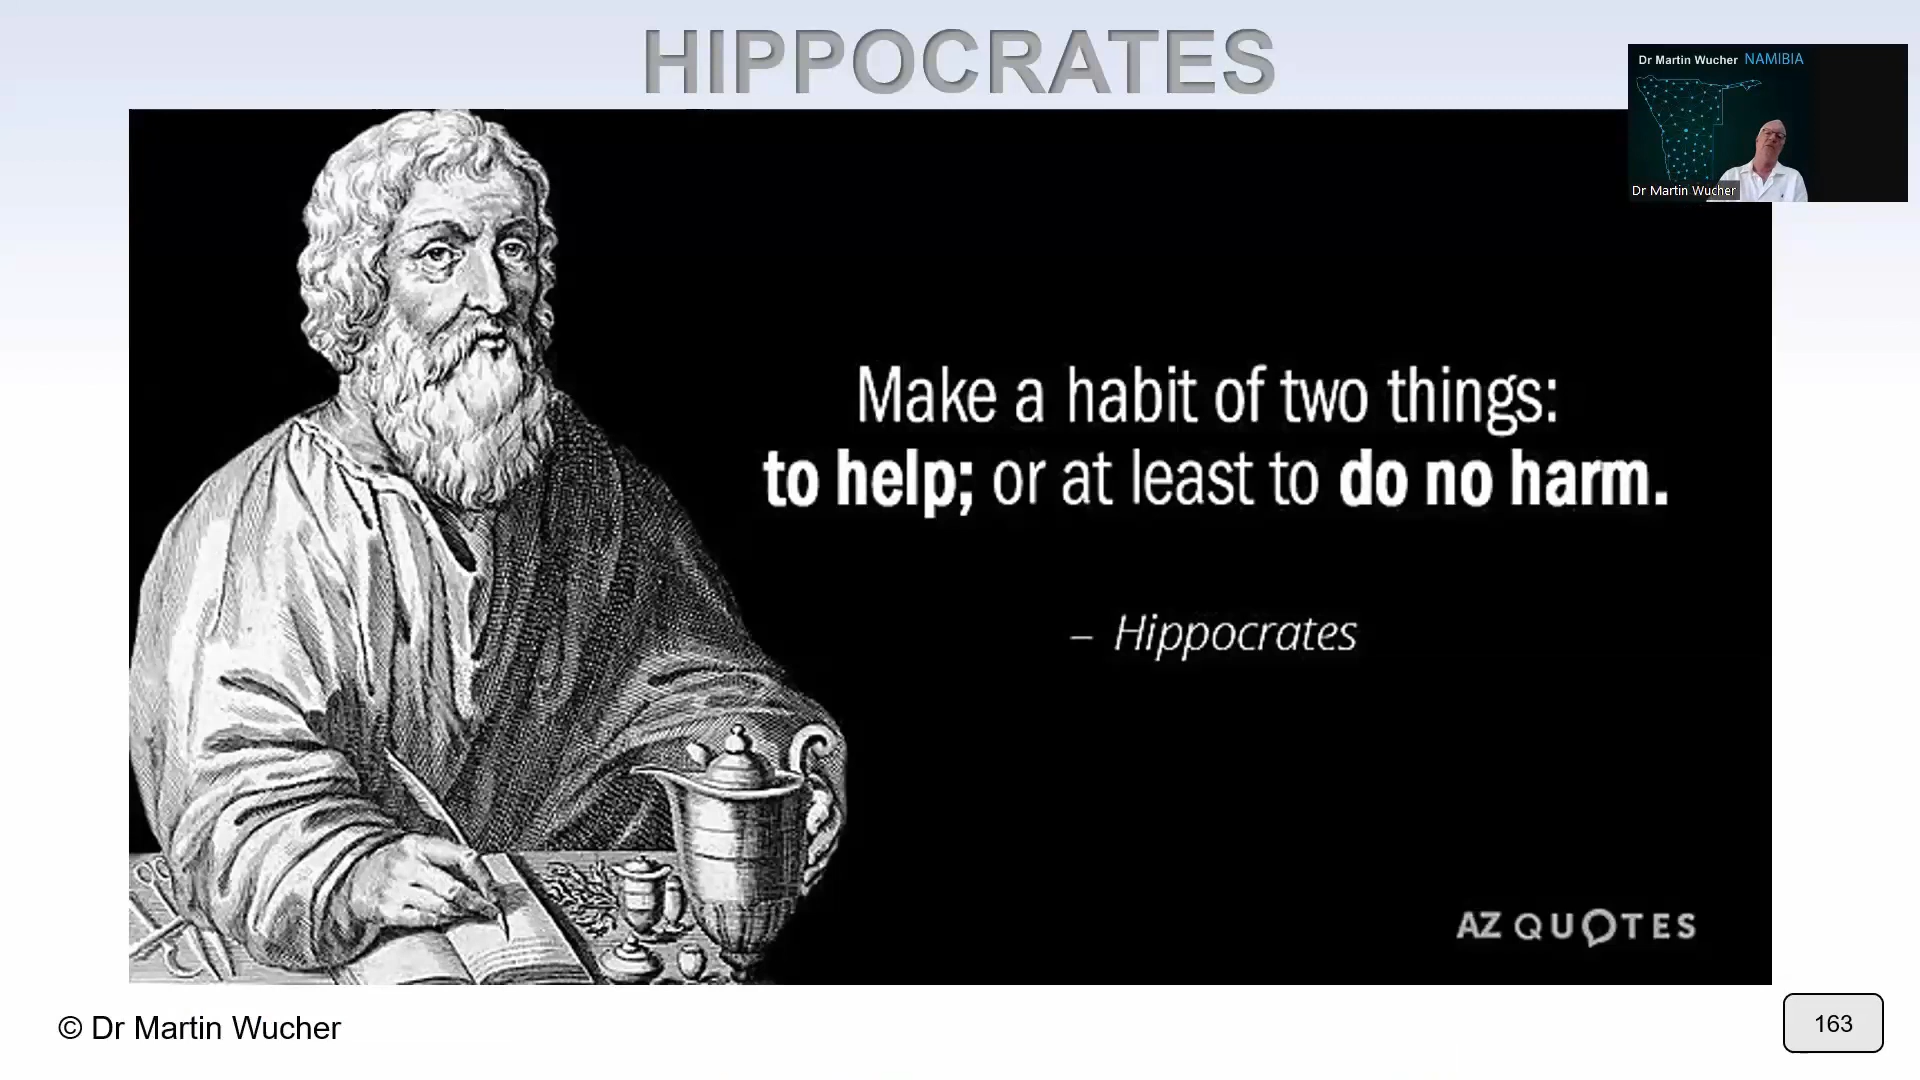 HIPPOCRATES
Dr Martin Wucher NAMIBIA
Dr Martin Wucher
Make a habit of two things:
to help; or at least to do no harm.
– Hippocrates
AZ QUOTES
© Dr Martin Wucher
163